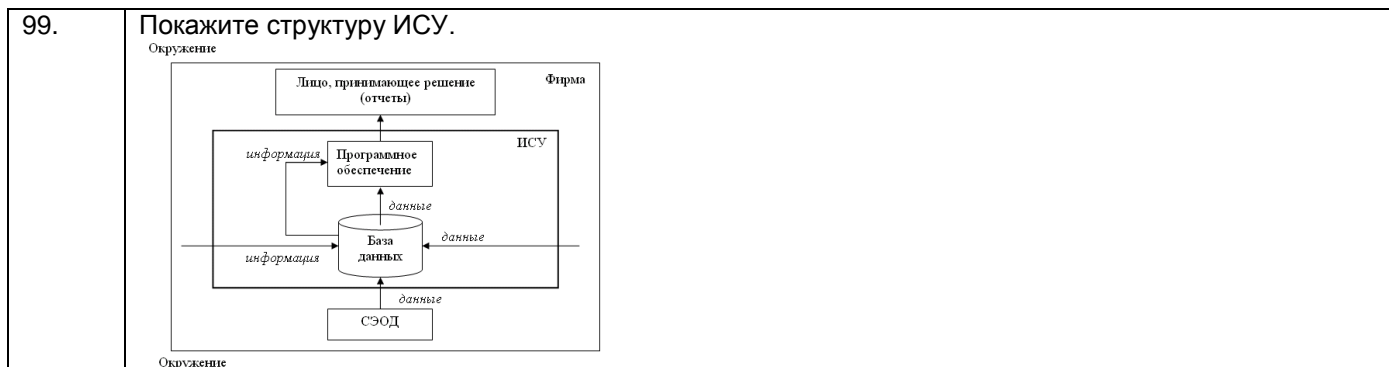 99.
Покажите структуру ИСУ.
Окружение
Фирма
Лицо, принимающее решение
(отчеты)
ИСУ
информация
Программное
обеспечение
данные
База
данных
информация
данные
данные
СЭОД
Окружение